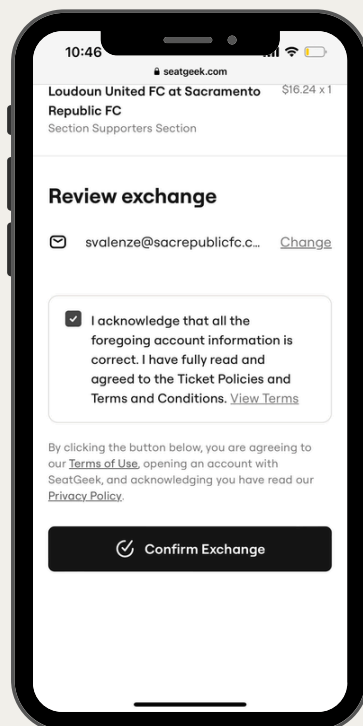 10:46
seatgeek.com
Loudoun United FC at Sacramento $16.24 x 1
Republic FC
Section Supporters Section
Review exchange
svalenze@sacrepublicfc.c... Change
I acknowledge that all the
foregoing account information is
correct. I have fully read and
agreed to the Ticket Policies and
Terms and Conditions. View Terms
By clicking the button below, you are agreeing to
our Terms of Use, opening an account with
SeatGeek, and acknowledging you have read our
Privacy Policy.
Confirm Exchange